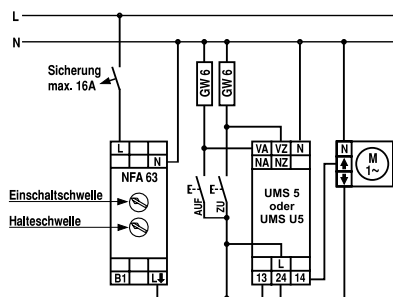 L
N
Sicherung
max. 16A
GW 6
GW 6
L
N
NFA 63
Einschaltschwelle
Halteschwelle
B1
L
E
AUF
E
ZU
VA VZ N
NA NZ
UMS 5
oder
UMS U5
L
13 24 14
N
M
1~